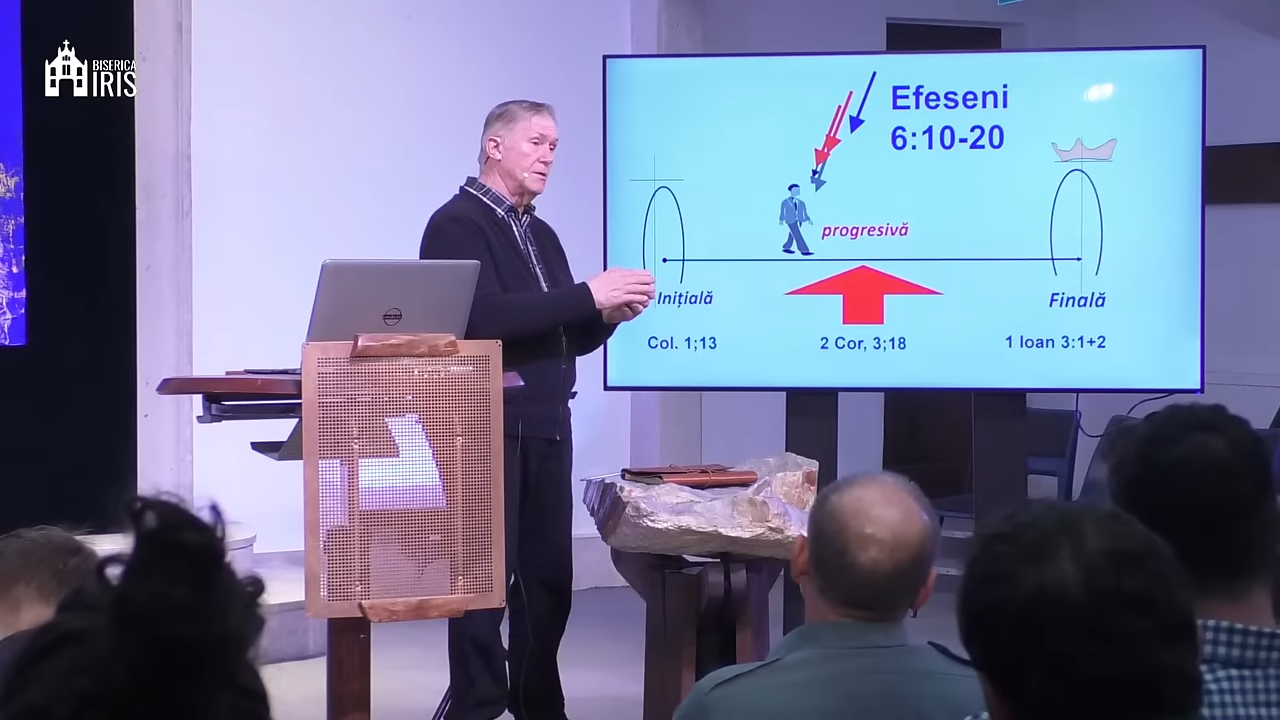 BISERICA
IRIS
Efeseni
6:10-20
progresivă
Inițială
Finală
Col. 1;13
2 Cor, 3;18
1 Ioan 3:1+2